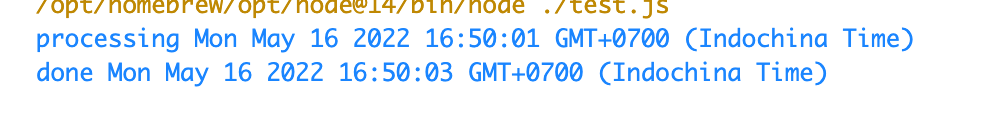 /opt/homebrew/opt/node@14/bin/node ./test.js
processing Mon May 16 2022 16:50:01 GMT+0700 (Indochina Time)
done Mon May 16 2022 16:50:03 GMT+0700 (Indochina Time)